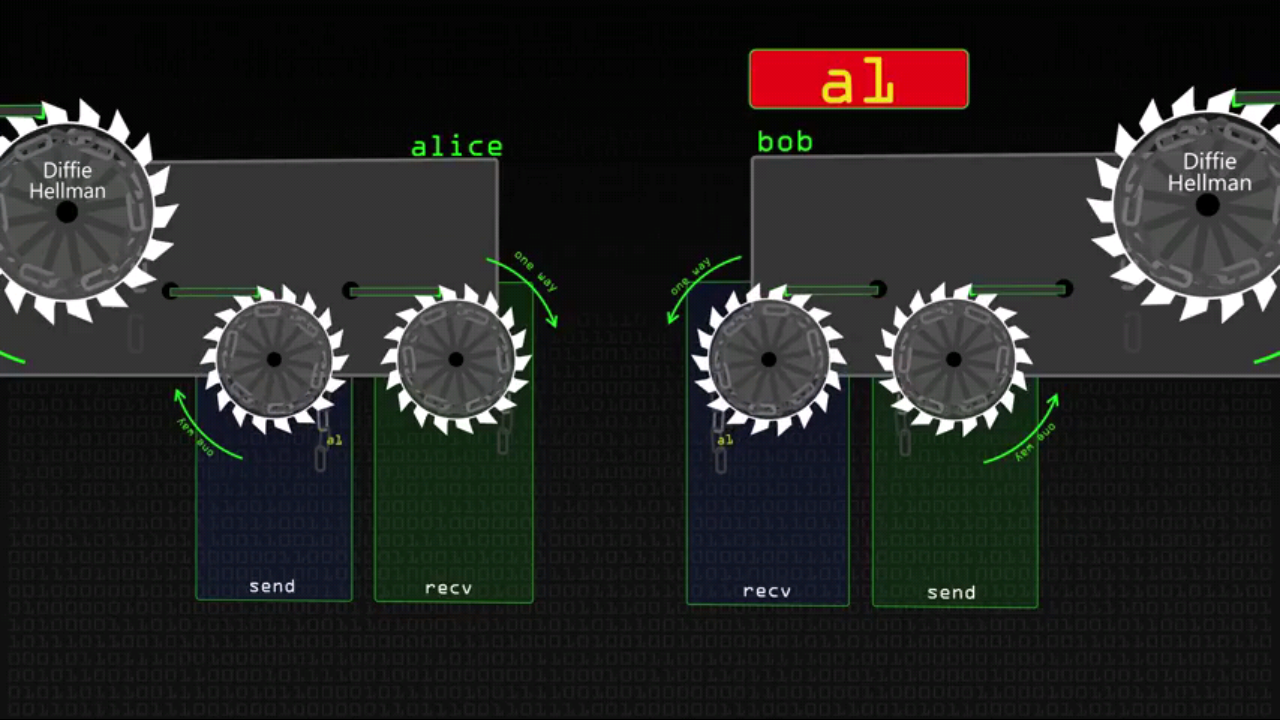 a1
alice
bob
Diffie
Hellman
Diffie
Hellman
one way
one way
one way
a1
a1
one way
send
recv
recv
send